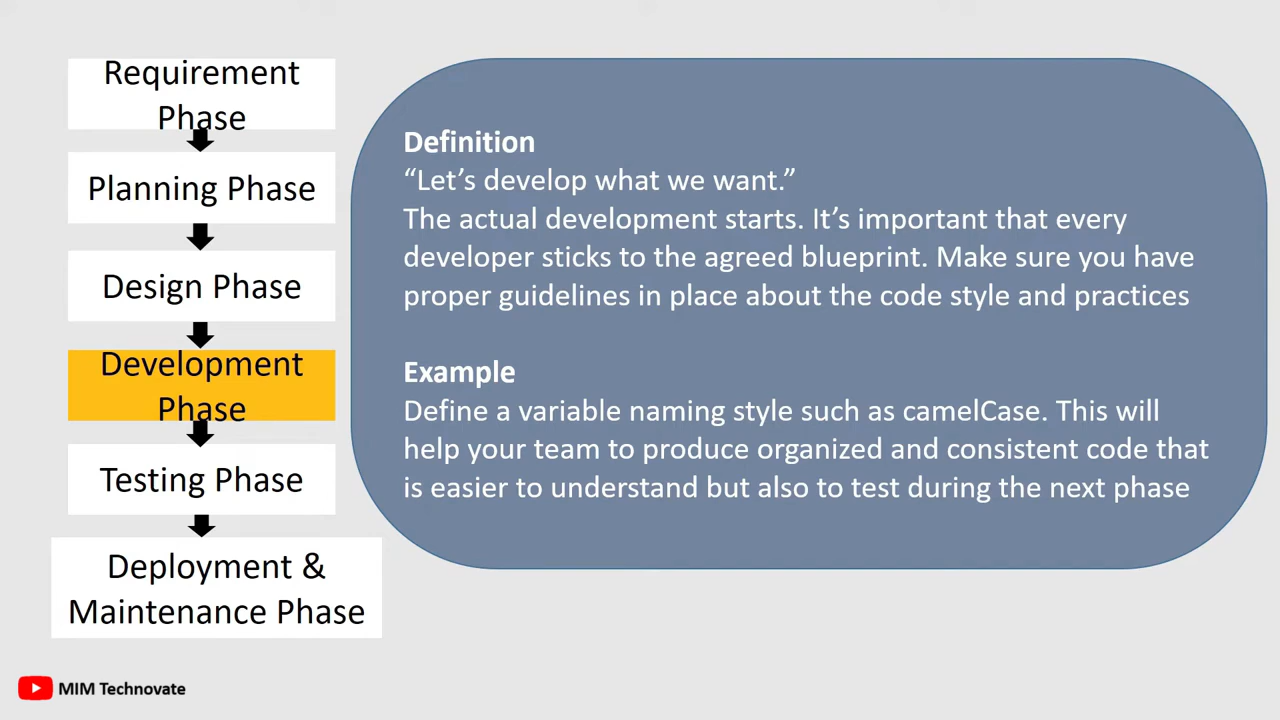 Requirement
Phase
Planning Phase
Design Phase
Development
Phase
Testing Phase
Deployment &
Maintenance Phase
Definition
“Let’s develop what we want.”
The actual development starts. It’s important that every
developer sticks to the agreed blueprint. Make sure you have
proper guidelines in place about the code style and practices
Example
Define a variable naming style such as camelCase. This will
help your team to produce organized and consistent code that
is easier to understand but also to test during the next phase
MIM Technovate